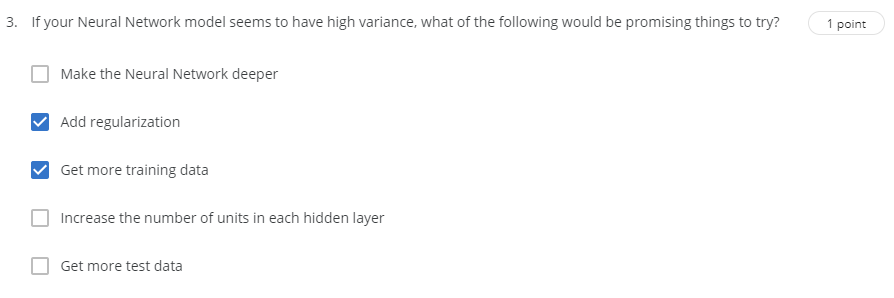 3. If your Neural Network model seems to have high variance, what of the following would be promising things to try?
1 point
Make the Neural Network deeper
Add regularization
Get more training data
Increase the number of units in each hidden layer
Get more test data